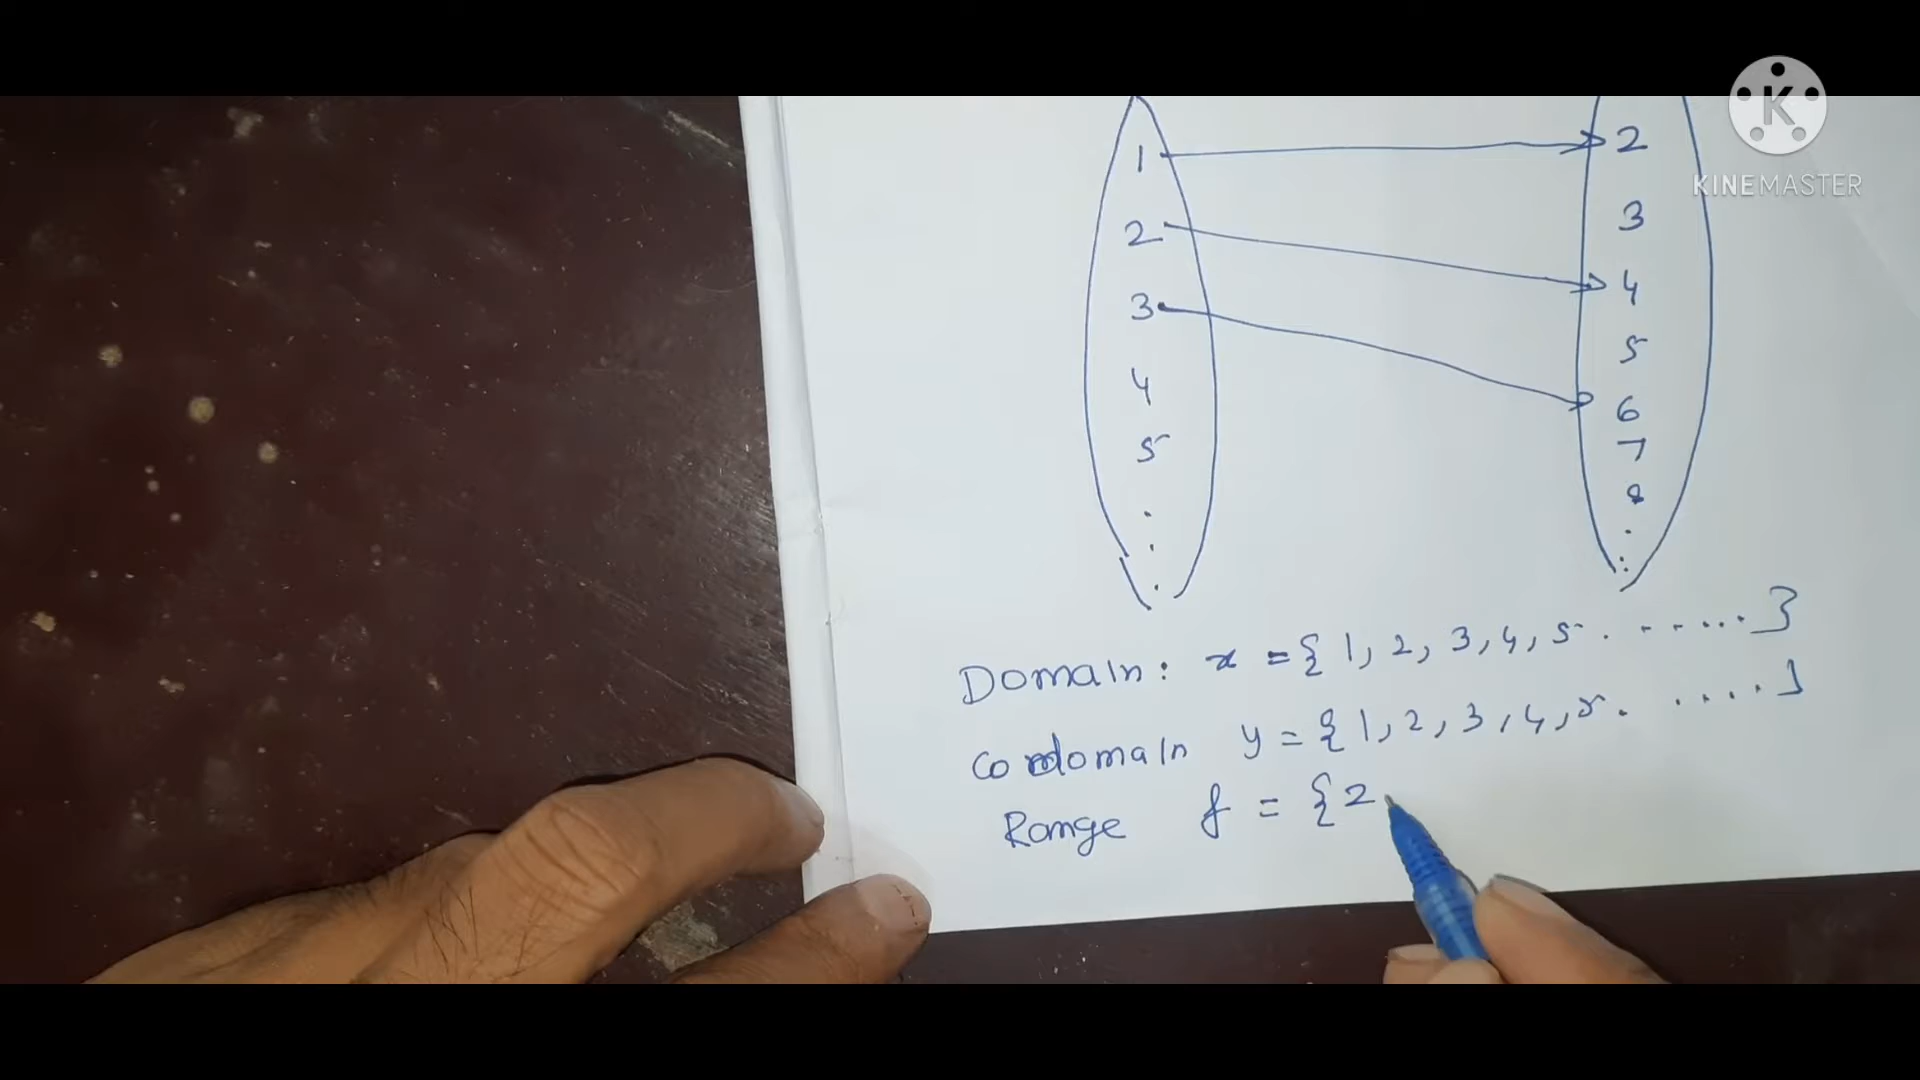 K
KINEMASTER
1 2
3
2 4
3 5
4 6
5 7
8
Domain: x = { 1, 2, 3, 4, 5. ...... }
Codomain y = { 1, 2, 3, 4, 5. ..... }
Range f = { 2